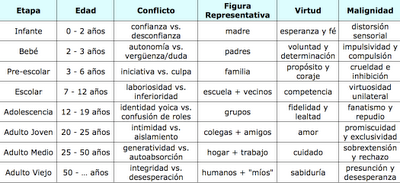 Etapa Edad Conflicto Figura Representativa Virtud Malignidad
Infante 0 - 2 años confianza vs. desconfianza madre esperanza y fé distorsión sensorial
Bebé 2 - 3 años autonomía vs. vergüenza/duda padres voluntad y determinación impulsividad y compulsión
Pre-escolar 3 - 6 años iniciativa vs. culpa familia propósito y coraje crueldad e inhibición
Escolar 7 - 12 años laboriosidad vs. inferioridad escuela + vecinos competencia virtuosidad unilateral
Adolescencia 12 - 19 años identidad yoica vs. confusión de roles grupos fidelidad y lealtad fanatismo y repudio
Adulto Joven 20 - 25 años intimidad vs. aislamiento colegas + amigos amor promiscuidad y exclusividad
Adulto Medio 25 - 50 años generatividad vs. autoabsorción hogar + trabajo cuidado sobrextensión y rechazo
Adulto Viejo 50 - ... años integridad vs. desesperación humanos + "míos" sabiduría presunción y desesperanza